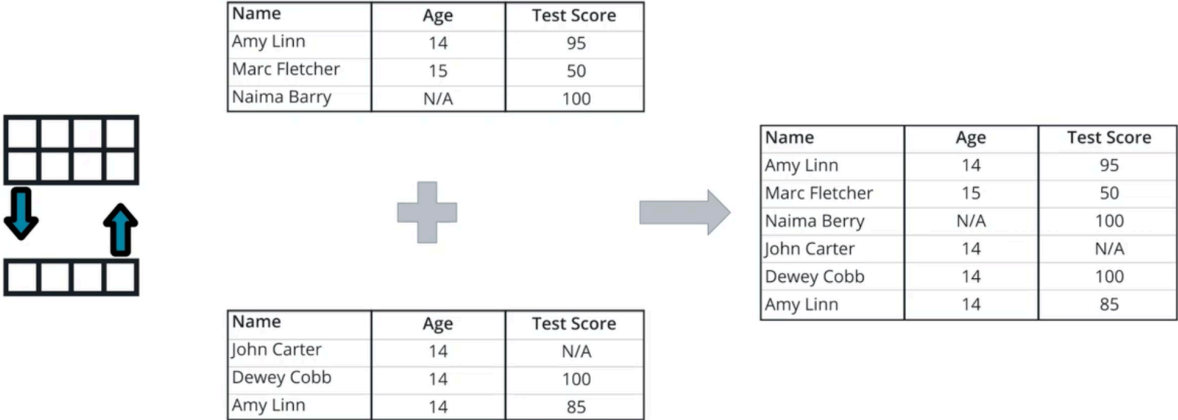 Name Age Test Score
Amy Linn 14 95
Marc Fletcher 15 50
Naima Barry N/A 100
Name Age Test Score
John Carter 14 N/A
Dewey Cobb 14 100
Amy Linn 14 85
Name Age Test Score
Amy Linn 14 95
Marc Fletcher 15 50
Naima Berry N/A 100
John Carter 14 N/A
Dewey Cobb 14 100
Amy Linn 14 85